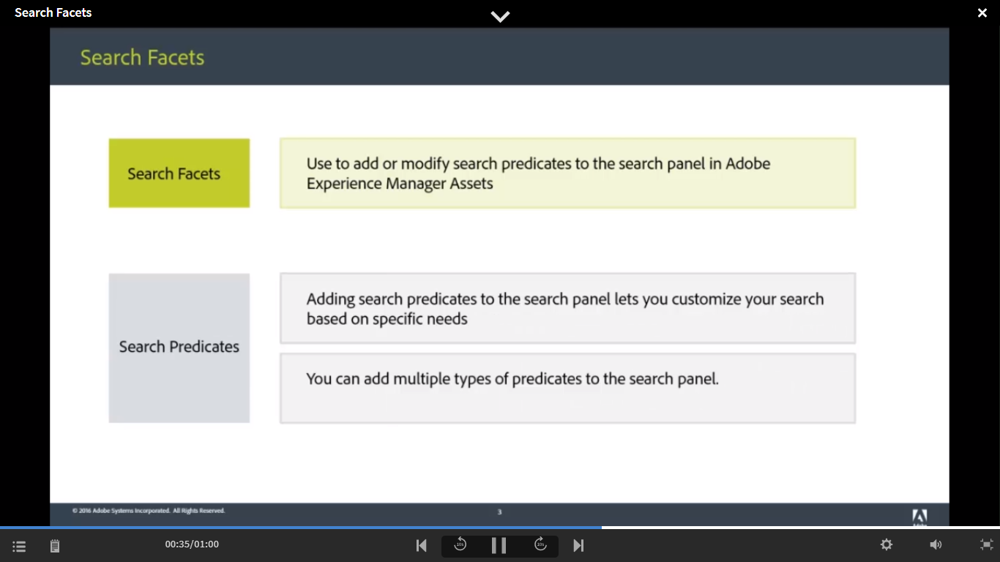 Search Facets
Search Facets
Search Facets
Use to add or modify search predicates to the search panel in Adobe
Experience Manager Assets
Search Predicates
Adding search predicates to the search panel lets you customize your search
based on specific needs
You can add multiple types of predicates to the search panel.
© 2016 Adobe Systems Incorporated. All Rights Reserved.
3
Adobe
00:35/01:00
10s
10s